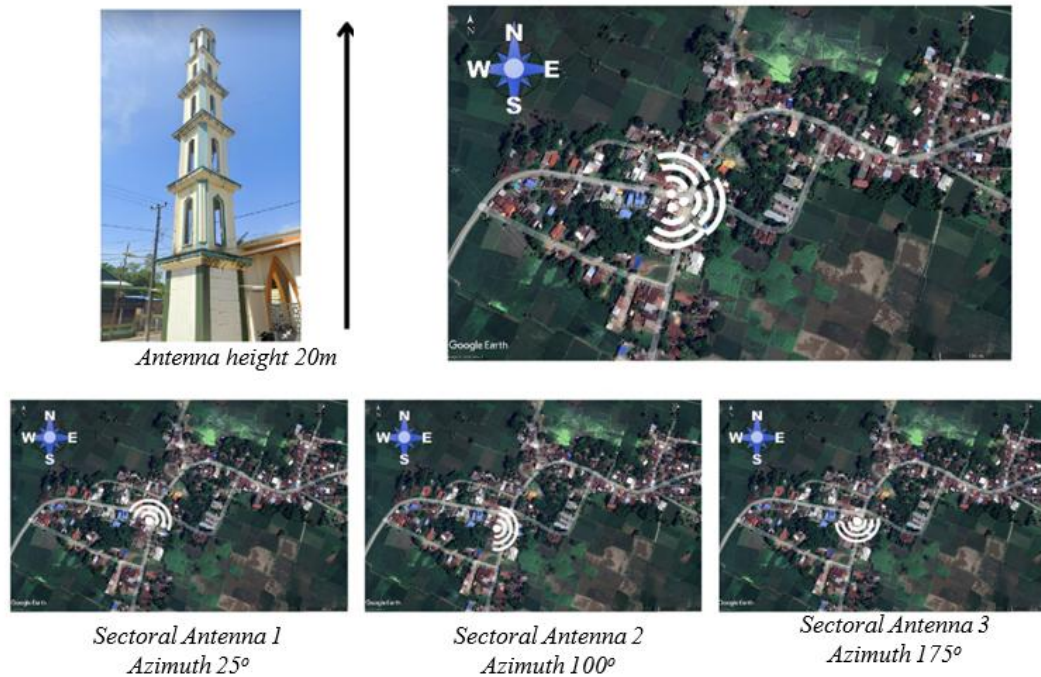 N
N
W E
S
Google Earth
Antenna height 20m
N
W E
S
Google Earth
N
W E
S
Google Earth
N
W E
S
Google Earth
Sectoral Antenna 1
Azimuth 25°
Sectoral Antenna 2
Azimuth 100°
Sectoral Antenna 3
Azimuth 175°